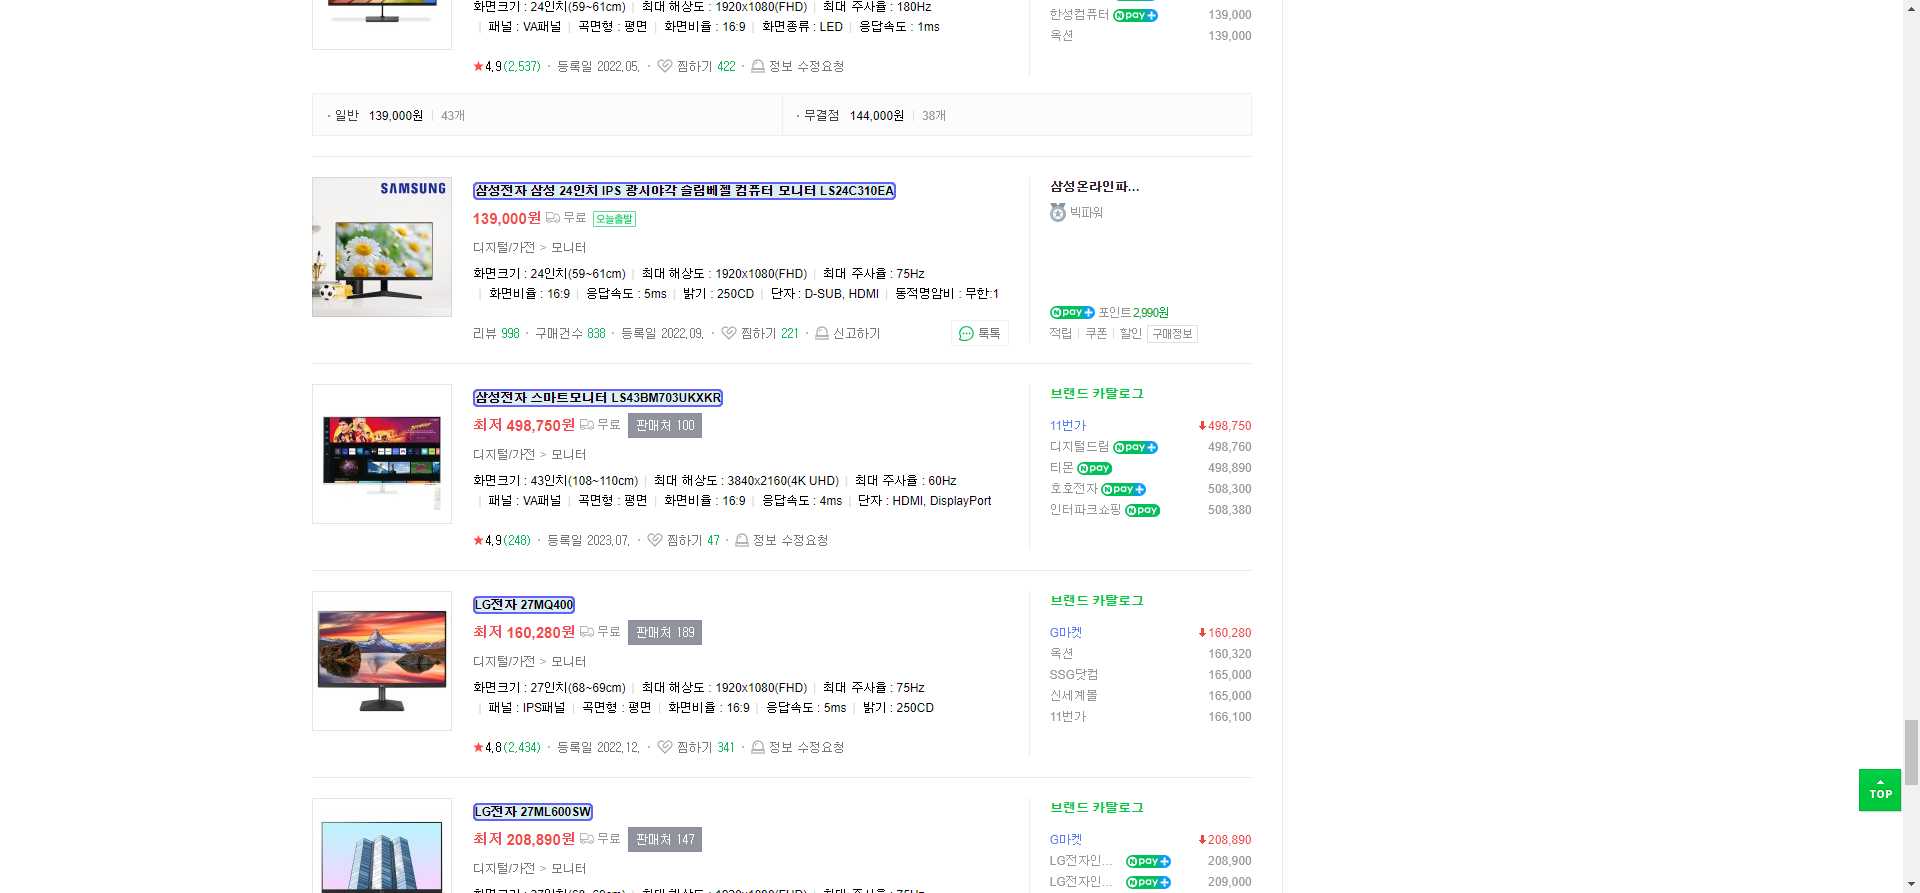 화면크기 : 24인치(59~61cm) | 최대 해상도 : 1920x1080(FHD) | 최대 주사율 : 180Hz
| 패널 : VA패널 | 곡면형 : 평면 | 화면비율 : 16:9 | 화면종류 : LED | 응답속도 : 1ms
★4.9(2,537) · 등록일 2022.05. · 찜하기 422 · 정보 수정요청
한성컴퓨터 N pay+ 139,000
옥션 139,000
· 일반 139,000원 | 43개
· 무결점 144,000원 | 38개
SAMSUNG
삼성전자 삼성 24인치 IPS 광시야각 슬림베젤 컴퓨터 모니터 LS24C310EA
139,000원 무료 오늘출발
디지털/가전 > 모니터
화면크기 : 24인치(59~61cm) | 최대 해상도 : 1920x1080(FHD) | 최대 주사율 : 75Hz
| 화면비율 : 16:9 | 응답속도 : 5ms | 밝기 : 250CD | 단자 : D-SUB, HDMI | 동적명암비 : 무한:1
리뷰 998 · 구매건수 838 · 등록일 2022.09. · 찜하기 221 · 신고하기
톡톡
삼성온라인파...
빅파워
N pay+ 포인트 2,990원
적립 | 쿠폰 | 할인 구매정보
삼성전자 스마트모니터 LS43BM703UKXKR
최저 498,750원 무료 판매처 100
디지털/가전 > 모니터
화면크기 : 43인치(108~110cm) | 최대 해상도 : 3840x2160(4K UHD) | 최대 주사율 : 60Hz
| 패널 : VA패널 | 곡면형 : 평면 | 화면비율 : 16:9 | 응답속도 : 4ms | 단자 : HDMI, DisplayPort
★4.9(248) · 등록일 2023.07. · 찜하기 47 · 정보 수정요청
브랜드 카탈로그
11번가 498,750
디지털드림 N pay+ 498,760
티몬 N pay 498,890
호호전자 N pay+ 508,300
인터파크쇼핑 N pay 508,380
LG전자 27MQ400
최저 160,280원 무료 판매처 189
디지털/가전 > 모니터
화면크기 : 27인치(68~69cm) | 최대 해상도 : 1920x1080(FHD) | 최대 주사율 : 75Hz
| 패널 : IPS패널 | 곡면형 : 평면 | 화면비율 : 16:9 | 응답속도 : 5ms | 밝기 : 250CD
★4.8(2,434) · 등록일 2022.12. · 찜하기 341 · 정보 수정요청
브랜드 카탈로그
G마켓 160,280
옥션 160,320
SSG닷컴 165,000
신세계몰 165,000
11번가 166,100
LG전자 27ML600SW
최저 208,890원 무료 판매처 147
디지털/가전 > 모니터
브랜드 카탈로그
G마켓 208,890
LG전자인... N pay+ 208,900
LG전자인... N pay+ 209,000
TOP